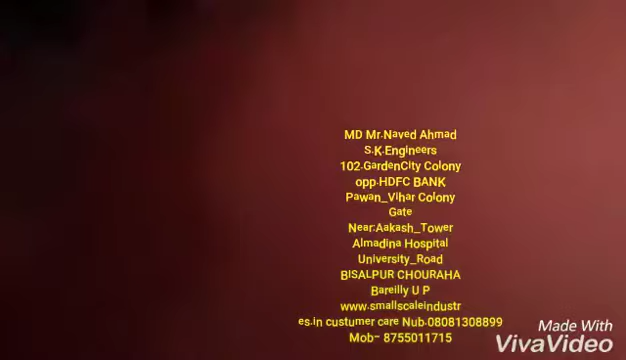 MD Mr.Naved Ahmad
S.K.Engineers
102.GardenCity Colony
opp.HDFC BANK
Pawan_Vihar Colony
Gate
Near:Aakash_Tower
Almadina Hospital
University_Road
BISALPUR CHOURAHA
Bareilly U P
www.smallscaleindustr
es.in custumer care Nub.08081308899
Mob- 8755011715
Made With
VivaVideo